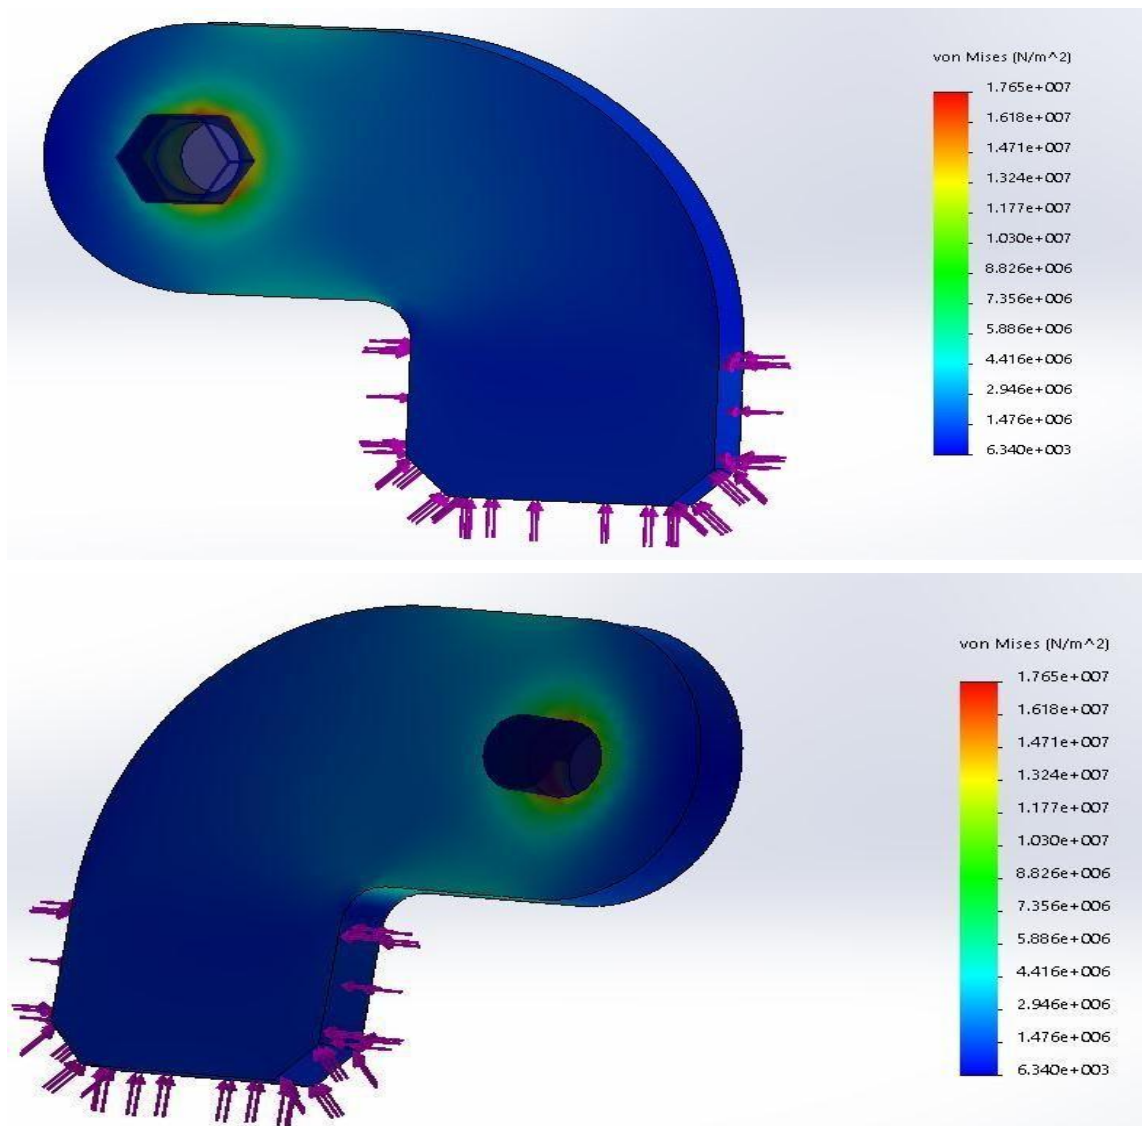 von Mises (N/m^2)
1.765e+007
1.618e+007
1.471e+007
1.324e+007
1.177e+007
1.030e+007
8.826e+006
7.356e+006
5.886e+006
4.416e+006
2.946e+006
1.476e+006
6.340e+003
von Mises (N/m^2)
1.765e+007
1.618e+007
1.471e+007
1.324e+007
1.177e+007
1.030e+007
8.826e+006
7.356e+006
5.886e+006
4.416e+006
2.946e+006
1.476e+006
6.340e+003